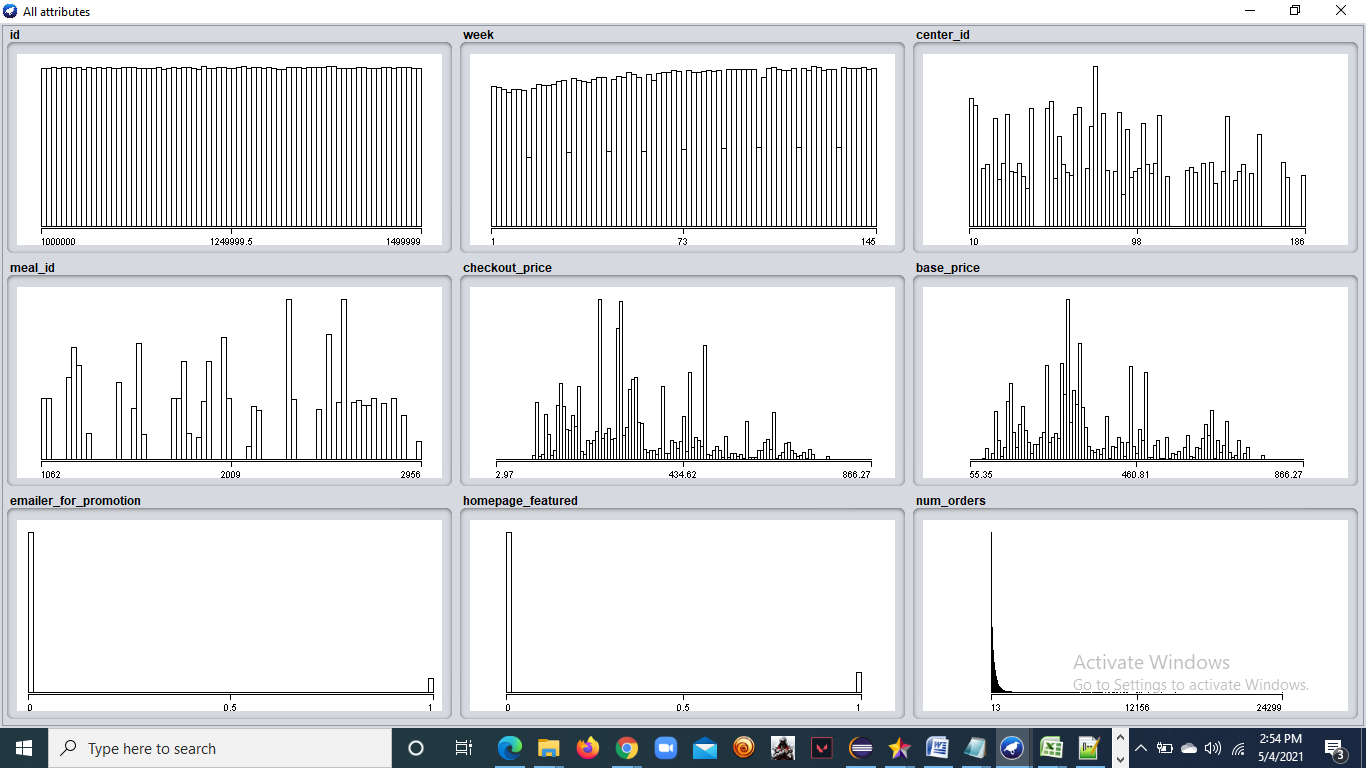 All attributes
id
week
center_id
1000000
1249999.5
1499999
1
73
145
10
98
186
meal_id
checkout_price
base_price
1062
2009
2956
2.97
434.62
866.27
55.35
460.81
866.27
emailer_for_promotion
homepage_featured
num_orders
0
0.5
1
0
0.5
1
13
12156
24299
Activate Windows
Go to Settings to activate Windows.
Type here to search
2:54 PM
5/4/2021
3